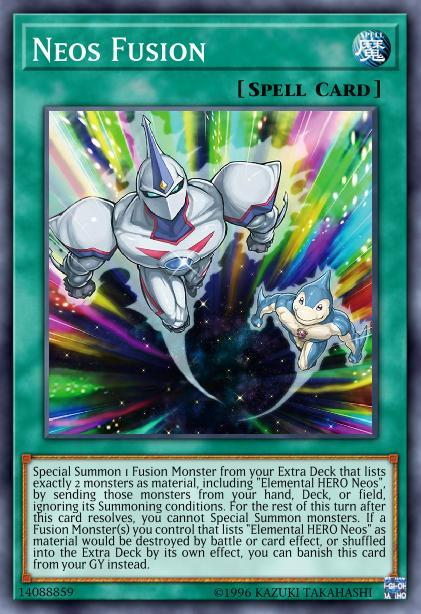 Neos Fusion
SPELL
魔
[Spell Card]
Special Summon 1 Fusion Monster from your Extra Deck that lists
exactly 2 monsters as material, including "Elemental HERO Neos",
by sending those monsters from your hand, Deck, or field,
ignoring its Summoning conditions. For the rest of this turn after
this card resolves, you cannot Special Summon monsters. If a
Fusion Monster(s) you control that lists "Elemental HERO Neos" as
material would be destroyed by battle or card effect, or shuffled
into the Extra Deck by its own effect, you can banish this card
from your GY instead.
14088859
©1996 KAZUKI TAKAHASHI